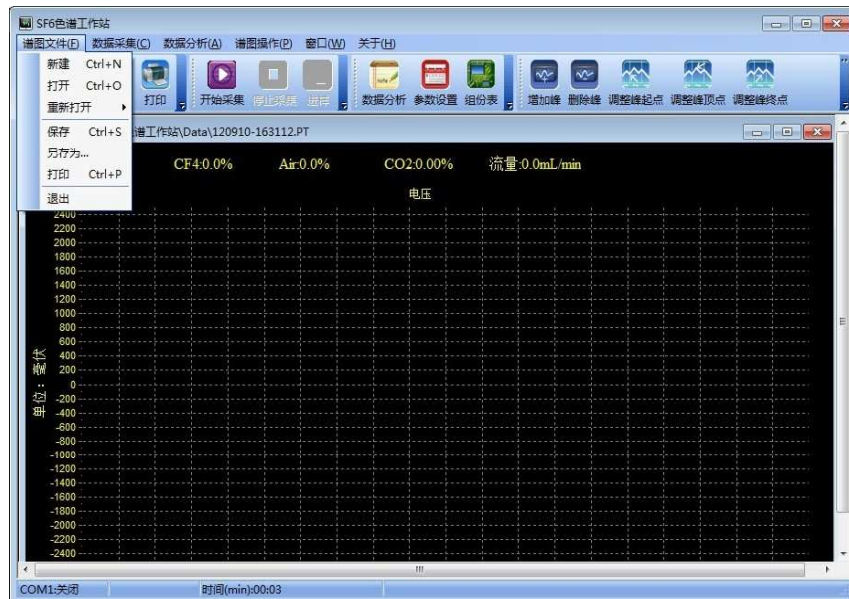 SF6色谱工作站
谱图文件(F) 数据采集(C) 数据分析(A) 谱图操作(P) 窗口(W) 关于(H)
新建 Ctrl+N
打开 Ctrl+O
重新打开
保存 Ctrl+S
另存为...
打印 Ctrl+P
退出
打印 开始采集 停止采集 进样 数据分析 参数设置 组份表 增加峰 删除峰 调整峰起点 调整峰顶点 调整峰终点
谱工作站\Data\120910-163112.PT
CF4:0.0% Air:0.0% CO2:0.00% 流量:0.0mL/min
电压
单位：毫伏
2400
2200
2000
1800
1600
1400
1200
1000
800
600
400
200
0
-200
-400
-600
-800
-1000
-1200
-1400
-1600
-1800
-2000
-2200
-2400
COM1:关闭 时间(min):00:03